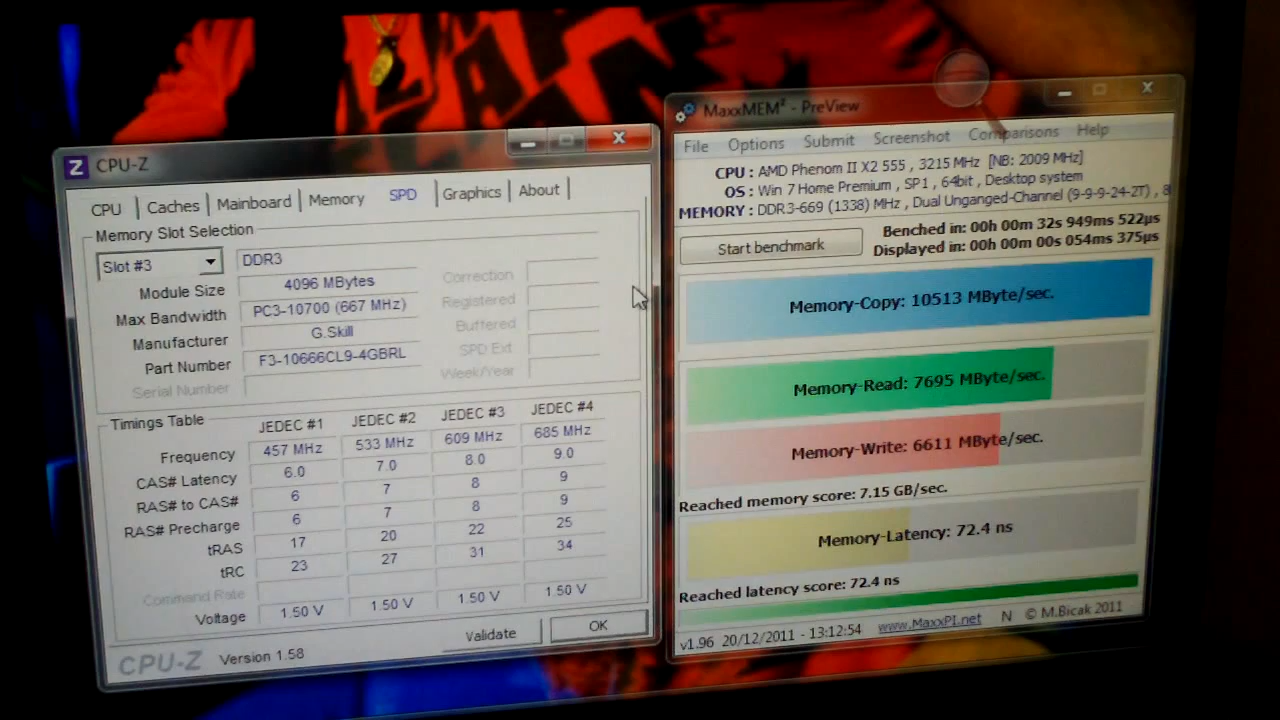 CPU-Z
CPU Caches Mainboard Memory SPD Graphics About
Memory Slot Selection
Slot #3 DDR3
Module Size 4096 MBytes Correction
Max Bandwidth PC3-10700 (667 MHz) Registered
Manufacturer G.Skill Buffered
Part Number F3-10666CL9-4GBRL SPD Ext.
Serial Number Week/Year
Timings Table
JEDEC #1 JEDEC #2 JEDEC #3 JEDEC #4
Frequency 457 MHz 533 MHz 609 MHz 685 MHz
CAS# Latency 6.0 7.0 8.0 9.0
RAS# to CAS# 6 7 8 9
RAS# Precharge 6 7 8 9
tRAS 17 20 22 25
tRC 23 27 31 34
Command Rate
Voltage 1.50 V 1.50 V 1.50 V 1.50 V
Validate OK
CPU-Z Version 1.58
MaxxMEM² - PreView
File Options Submit Screenshot Comparisons Help
CPU : AMD Phenom II X2 555 , 3215 MHz [NB: 2009 MHz]
OS : Win 7 Home Premium , SP1 , 64bit , Desktop system
MEMORY : DDR3-669 (1338) MHz , Dual Unganged-Channel (9-9-9-24-2T) , 8
Start benchmark
Benched in: 00h 00m 32s 949ms 522µs
Displayed in: 00h 00m 00s 054ms 375µs
Memory-Copy: 10513 MByte/sec.
Memory-Read: 7695 MByte/sec.
Memory-Write: 6611 MByte/sec.
Reached memory score: 7.15 GB/sec.
Memory-Latency: 72.4 ns
Reached latency score: 72.4 ns
v1.96 20/12/2011 - 13:12:54 www.MaxxPI.net N © M.Bicak 2011